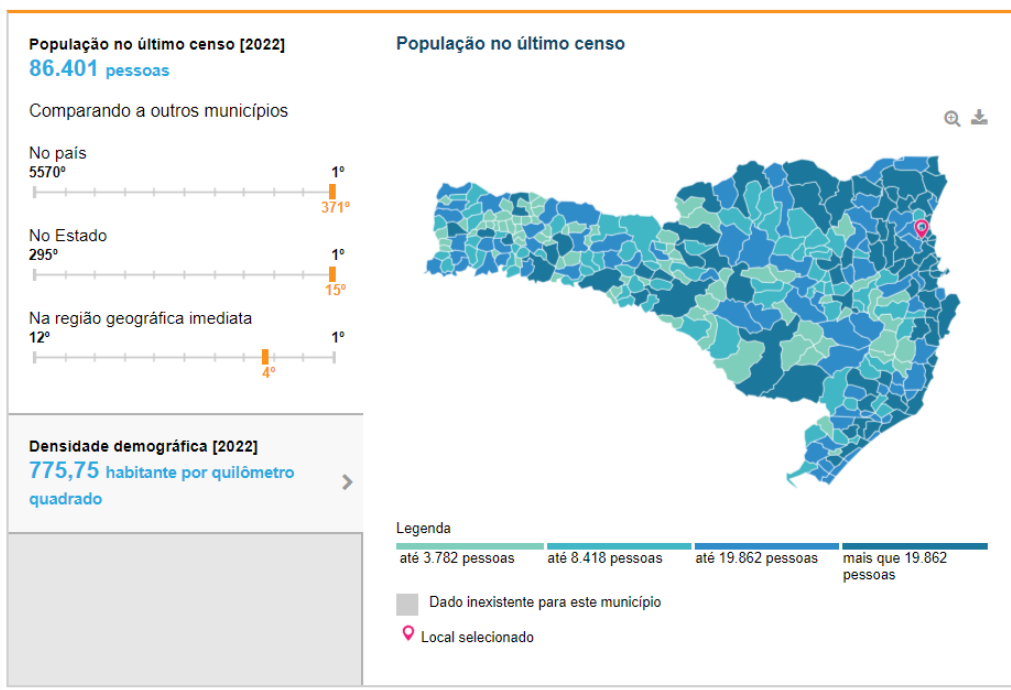 População no último censo [2022]
86.401 pessoas
Comparando a outros municípios
No país
5570º 1º
371º
No Estado
295º 1º
15º
Na região geográfica imediata
12º 1º
4º
Densidade demográfica [2022]
775,75 habitante por quilômetro
quadrado
População no último censo
Legenda
até 3.782 pessoas
até 8.418 pessoas
até 19.862 pessoas
mais que 19.862
pessoas
Dado inexistente para este município
Local selecionado